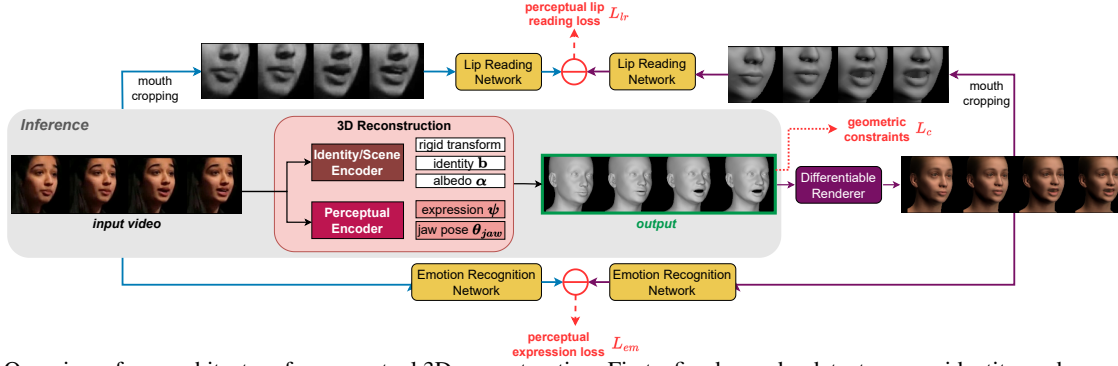 perceptual lip
reading loss L_lr
Lip Reading
Network
Lip Reading
Network
mouth
cropping
mouth
cropping
Inference
3D Reconstruction
geometric
constraints L_c
Identity/Scene
Encoder
rigid transform
identity b
albedo α
Perceptual
Encoder
expression ψ
jaw pose θ_jaw
Differentiable
Renderer
input video
output
Emotion Recognition
Network
Emotion Recognition
Network
perceptual
expression loss L_em